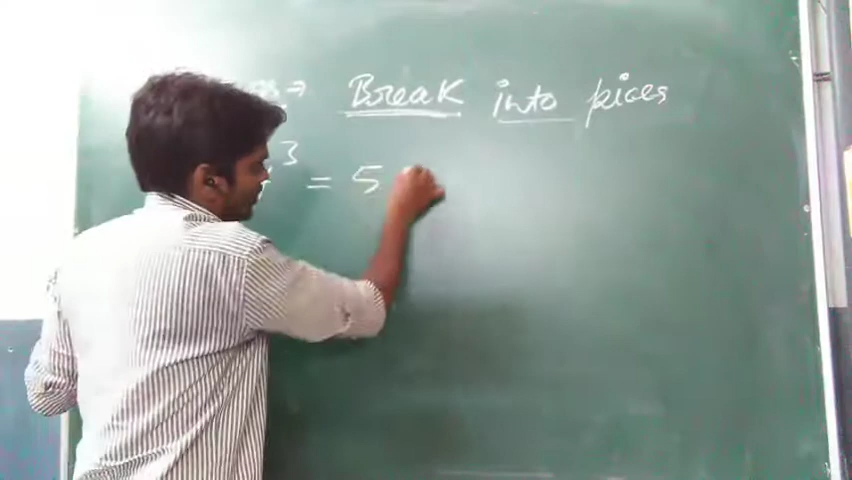 → Break into pices
3 = 5